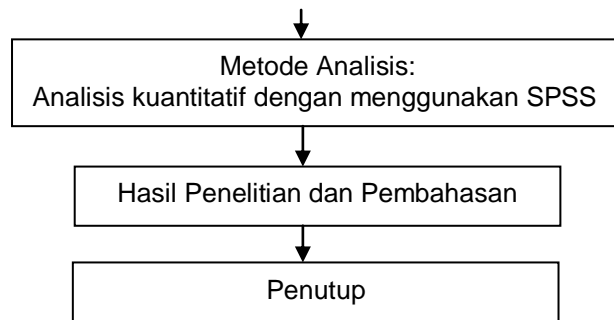 Metode Analisis:
Analisis kuantitatif dengan menggunakan SPSS
Hasil Penelitian dan Pembahasan
Penutup